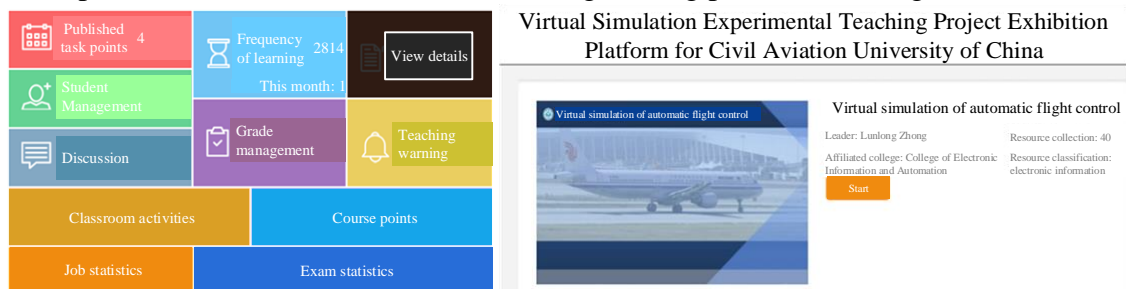 Published
task points 4
Frequency
of learning 2814
This month: 1
View details
Student
Management
Grade
management
Teaching
warning
Discussion
Classroom activities
Course points
Job statistics
Exam statistics
Virtual Simulation Experimental Teaching Project Exhibition
Platform for Civil Aviation University of China
Virtual simulation of automatic flight control
Virtual simulation of automatic flight control
Leader: Lunlong Zhong
Resource collection: 40
Affiliated college: College of Electronic
Information and Automation
Resource classification:
electronic information
Start